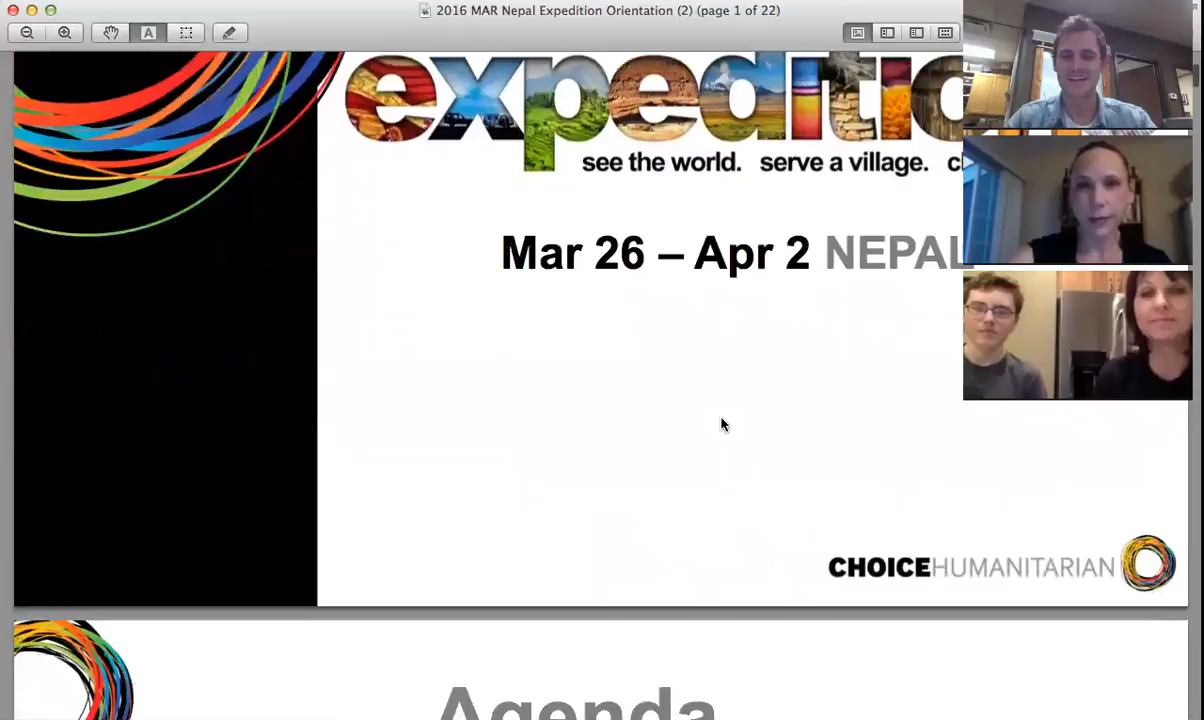 2016 MAR Nepal Expedition Orientation (2) (page 1 of 22)
A
expeditio
see the world. serve a village. c
Mar 26 – Apr 2 NEPAL
CHOICEHUMANITARIAN
Agenda